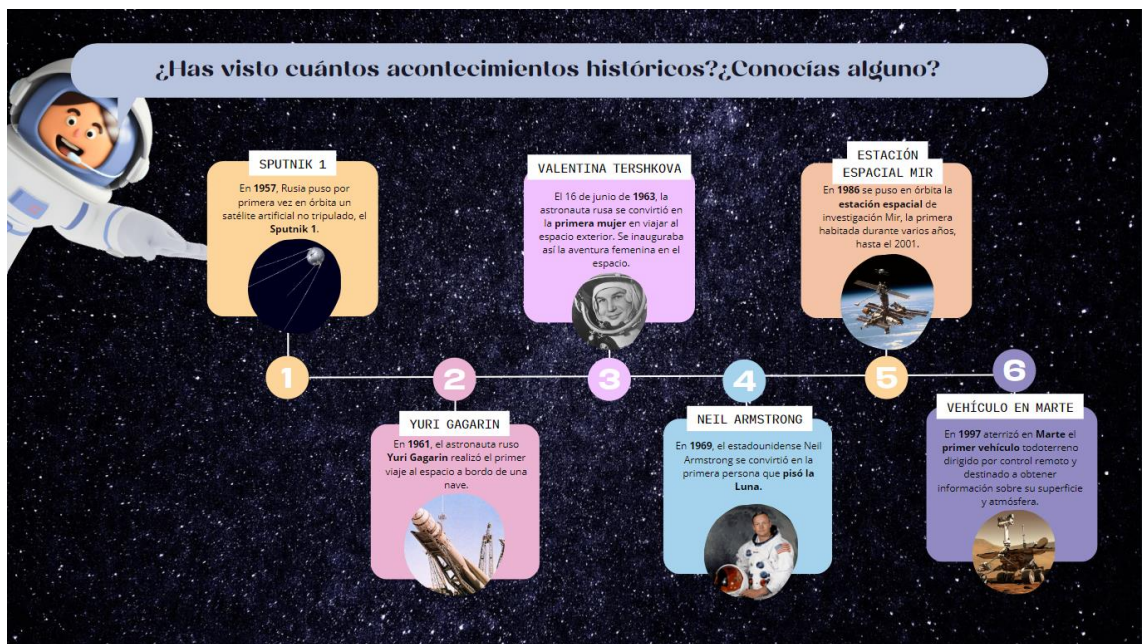 ¿Has visto cuántos acontecimientos históricos?¿Conocías alguno?
SPUTNIK 1
En 1957, Rusia puso por
primera vez en órbita un
satélite artificial no tripulado, el
Sputnik 1.
1
2
YURI GAGARIN
En 1961, el astronauta ruso
Yuri Gagarin realizó el primer
viaje al espacio a bordo de una
nave.
VALENTINA TERSHKOVA
El 16 de junio de 1963, la
astronauta rusa se convirtió en
la primera mujer en viajar al
espacio exterior. Se inauguraba
así la aventura femenina en el
espacio.
3
4
NEIL ARMSTRONG
En 1969, el estadounidense Neil
Armstrong se convirtió en la
primera persona que pisó la
Luna.
ESTACIÓN
ESPACIAL MIR
En 1986 se puso en órbita la
estación espacial de
investigación Mir, la primera
habitada durante varios años,
hasta el 2001.
5
6
VEHÍCULO EN MARTE
En 1997 aterrizó en Marte el
primer vehículo todoterreno
dirigido por control remoto y
destinado a obtener
información sobre su superficie
y atmósfera.